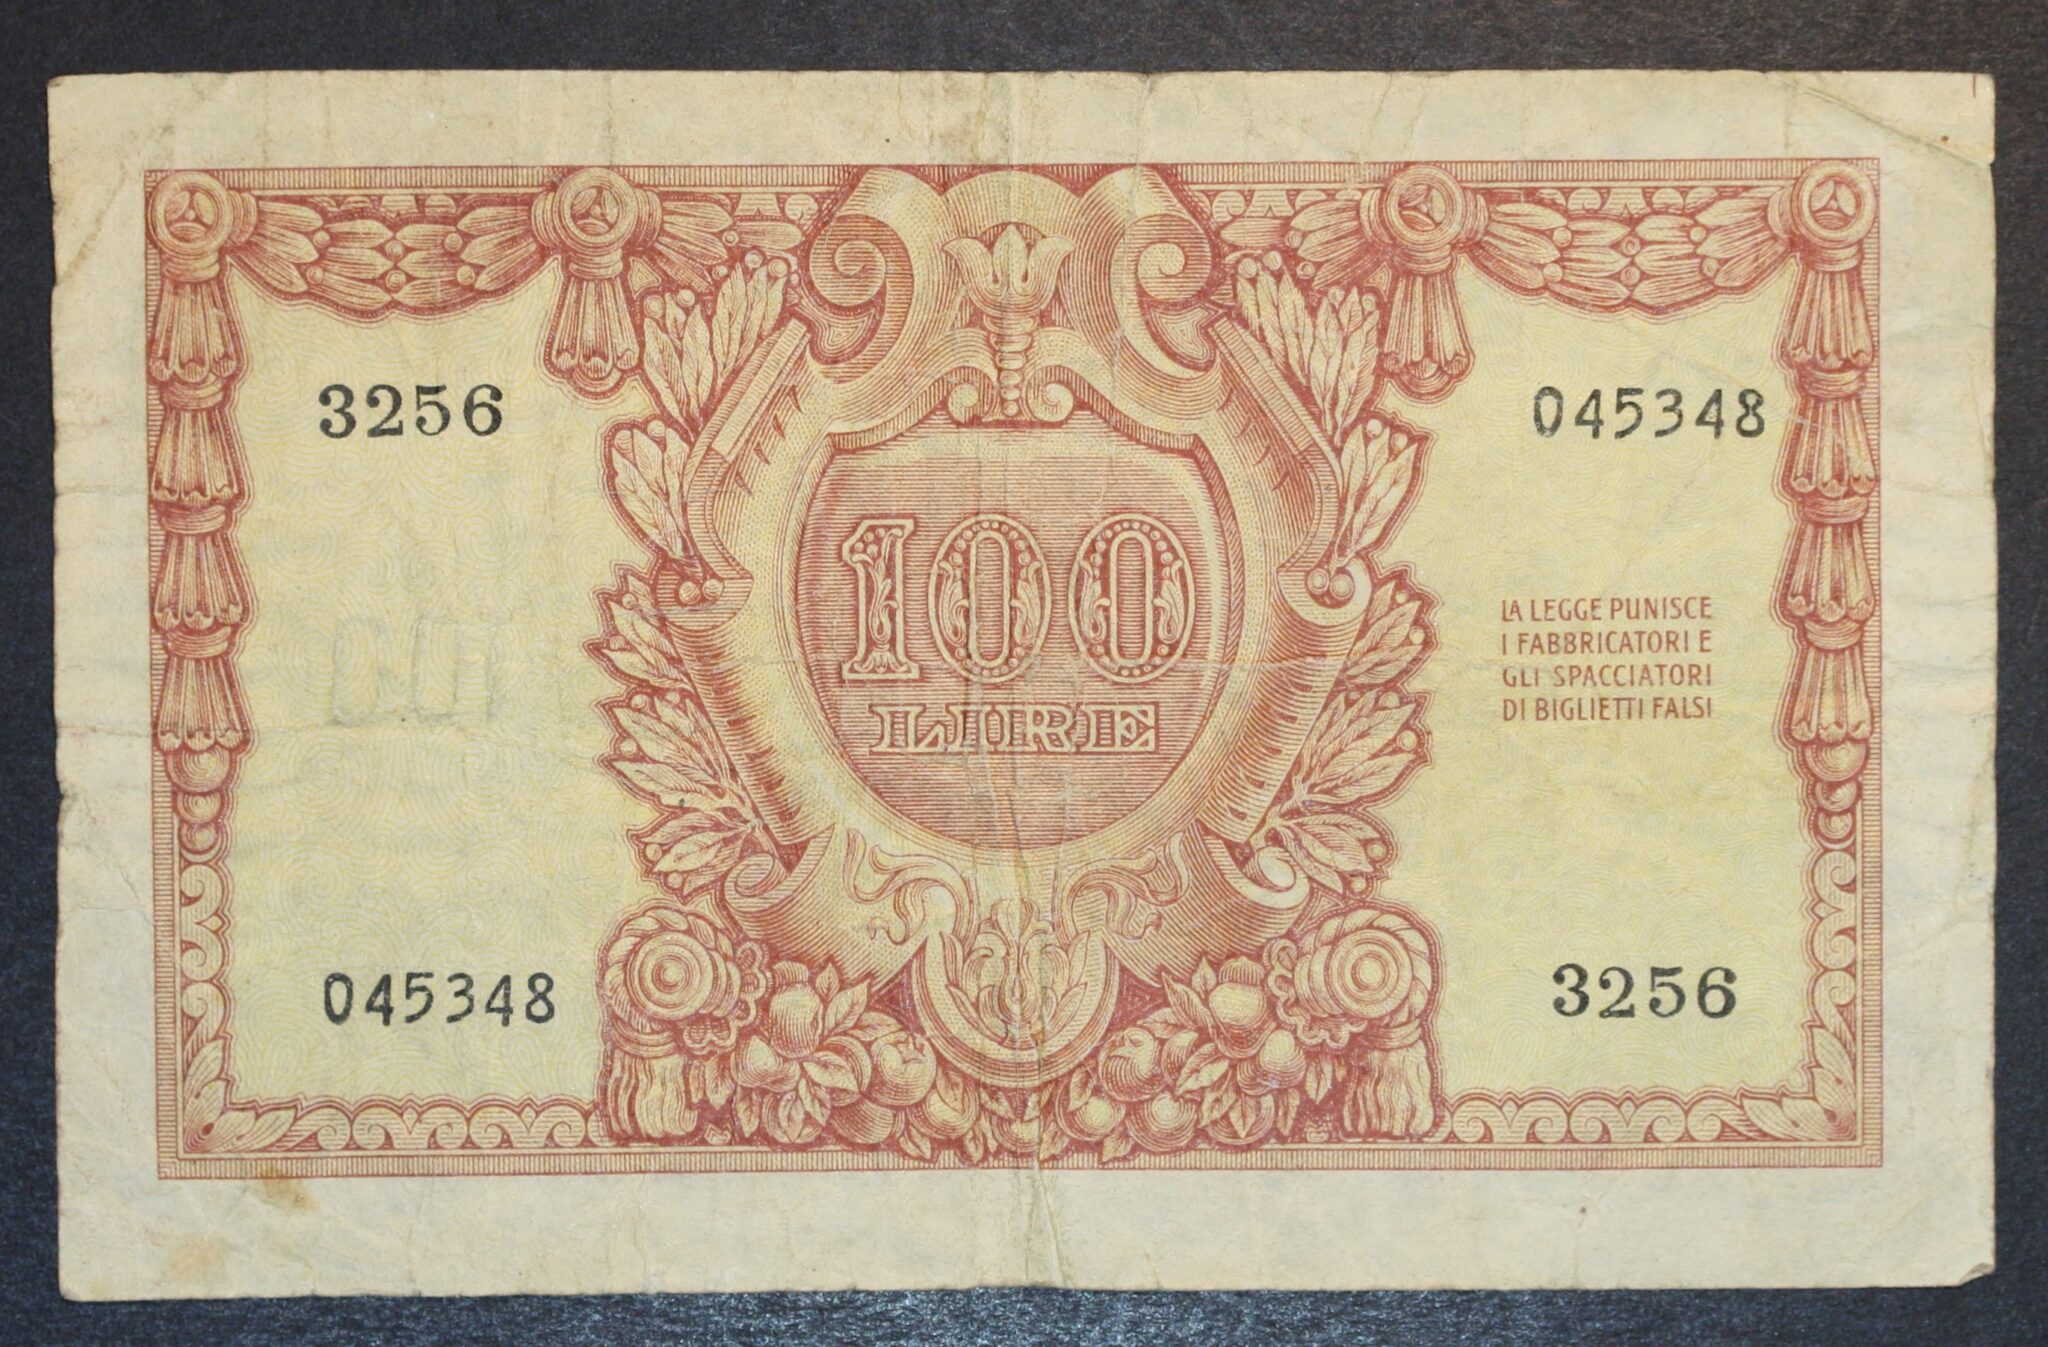 3256
045348
100
LIRE
LA LEGGE PUNISCE
I FABBRICATORI E
GLI SPACCIATORI
DI BIGLIETTI FALSI
045348
3256